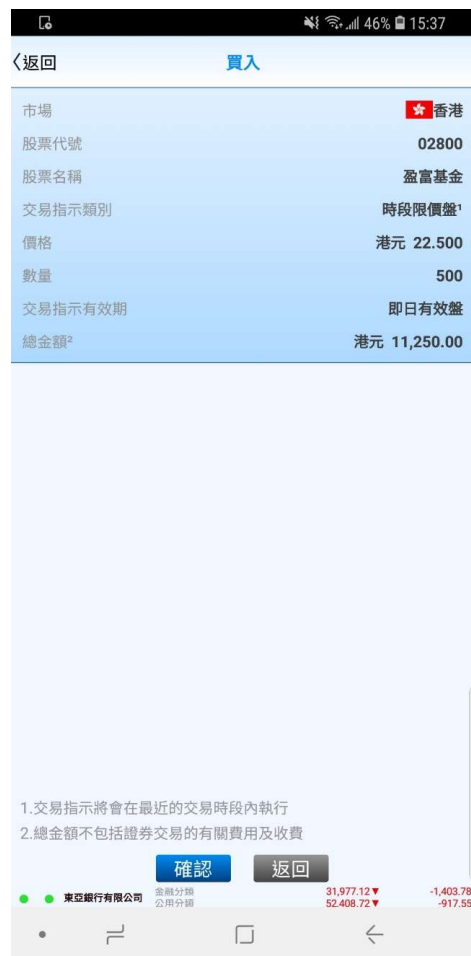 46% 15:37
〈返回 買入
市場 香港
股票代號 02800
股票名稱 盈富基金
交易指示類別 時段限價盤¹
價格 港元 22.500
數量 500
交易指示有效期 即日有效盤
總金額² 港元 11,250.00
1.交易指示將會在最近的交易時段內執行
2.總金額不包括證券交易的有關費用及收費
確認 返回
東亞銀行有限公司 金融分類 31,977.12▼ -1,403.78
公用分類 52,408.72▼ -917.55